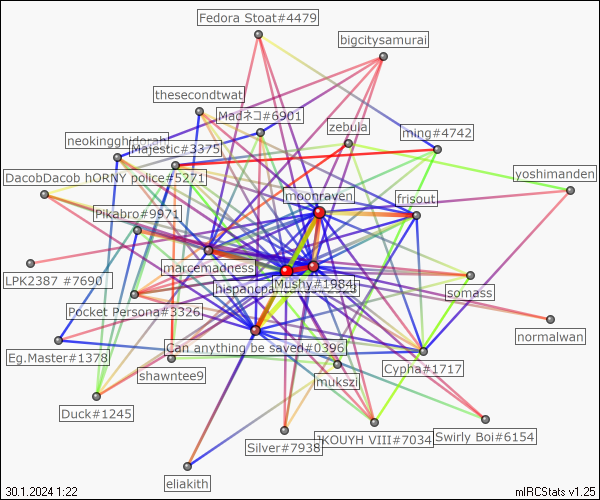 Fedora Stoat#4479
bigcitysamurai
thesecondtwat
Madネコ#6901
zebula
ming#4742
neokingghidorah
Majestic#3375
DacobDacob hORNY police#5271
yoshimanden
moonraven
frisout
Pikabro#9971
marcemadness
LPK2387 #7690
Mushy#1984
somass
Pocket Persona#3326
normalwan
Can anything be saved#0396
Eg.Master#1378
Cypha#1717
shawntee9
mukszi
Duck#1245
JKOUYH VIII#7034
Swirly Boi#6154
Silver#7938
eliakith
30.1.2024 1:22
mIRCStats v1.25